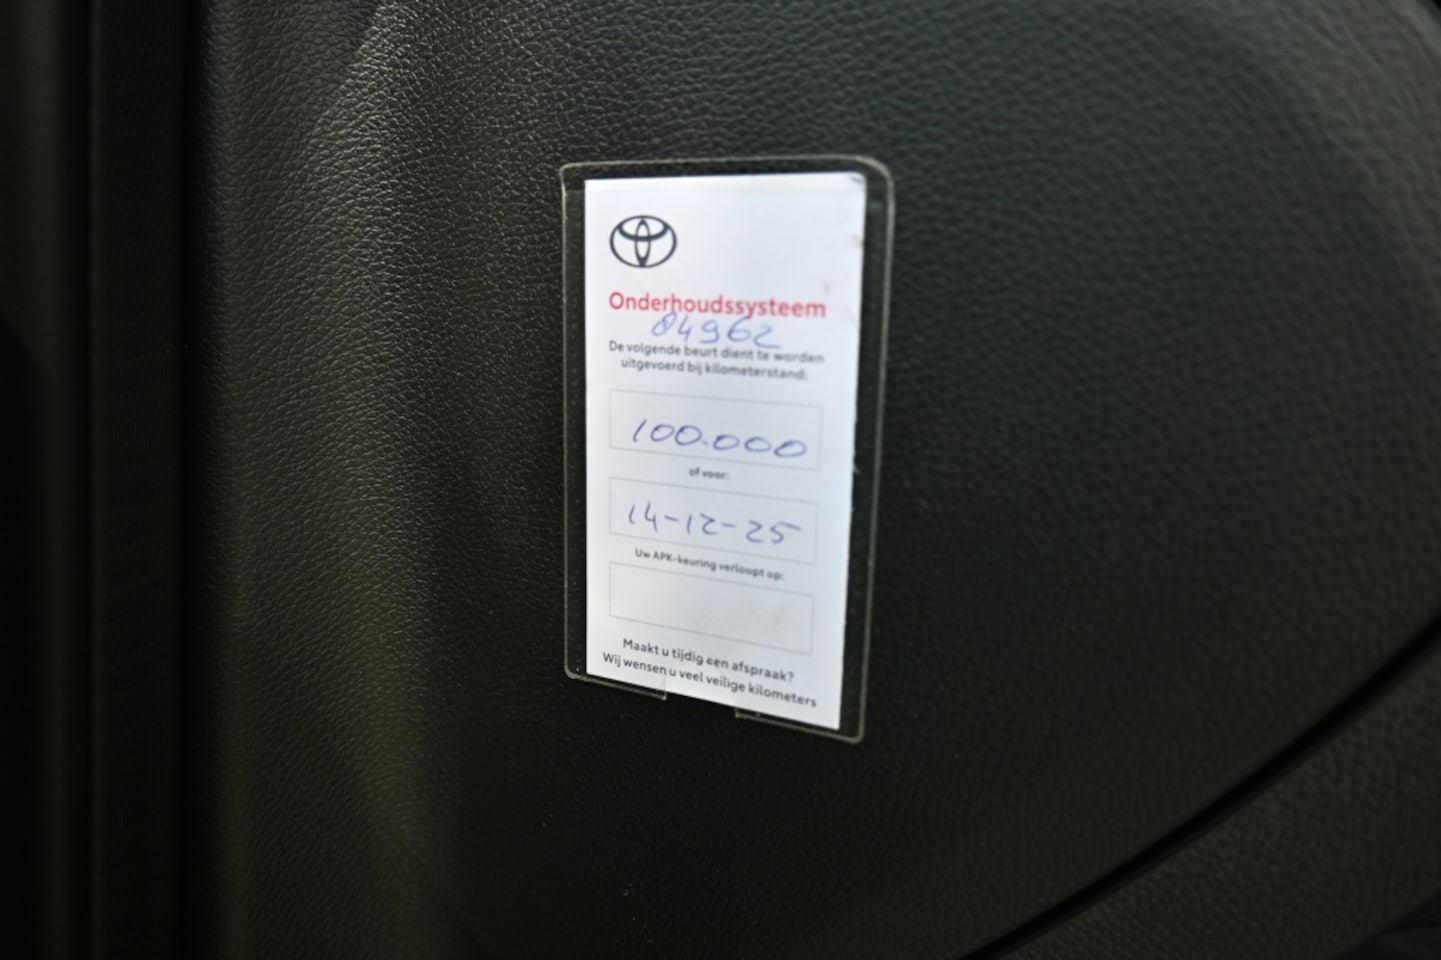 Onderhoudssysteem
84962
De volgende beurt dient te worden
uitgevoerd bij kilometerstand:
100.000
of voor:
14-12-25
Uw APK-keuring verloopt op:
Maakt u tijdig een afspraak?
Wij wensen u veel veilige kilometers